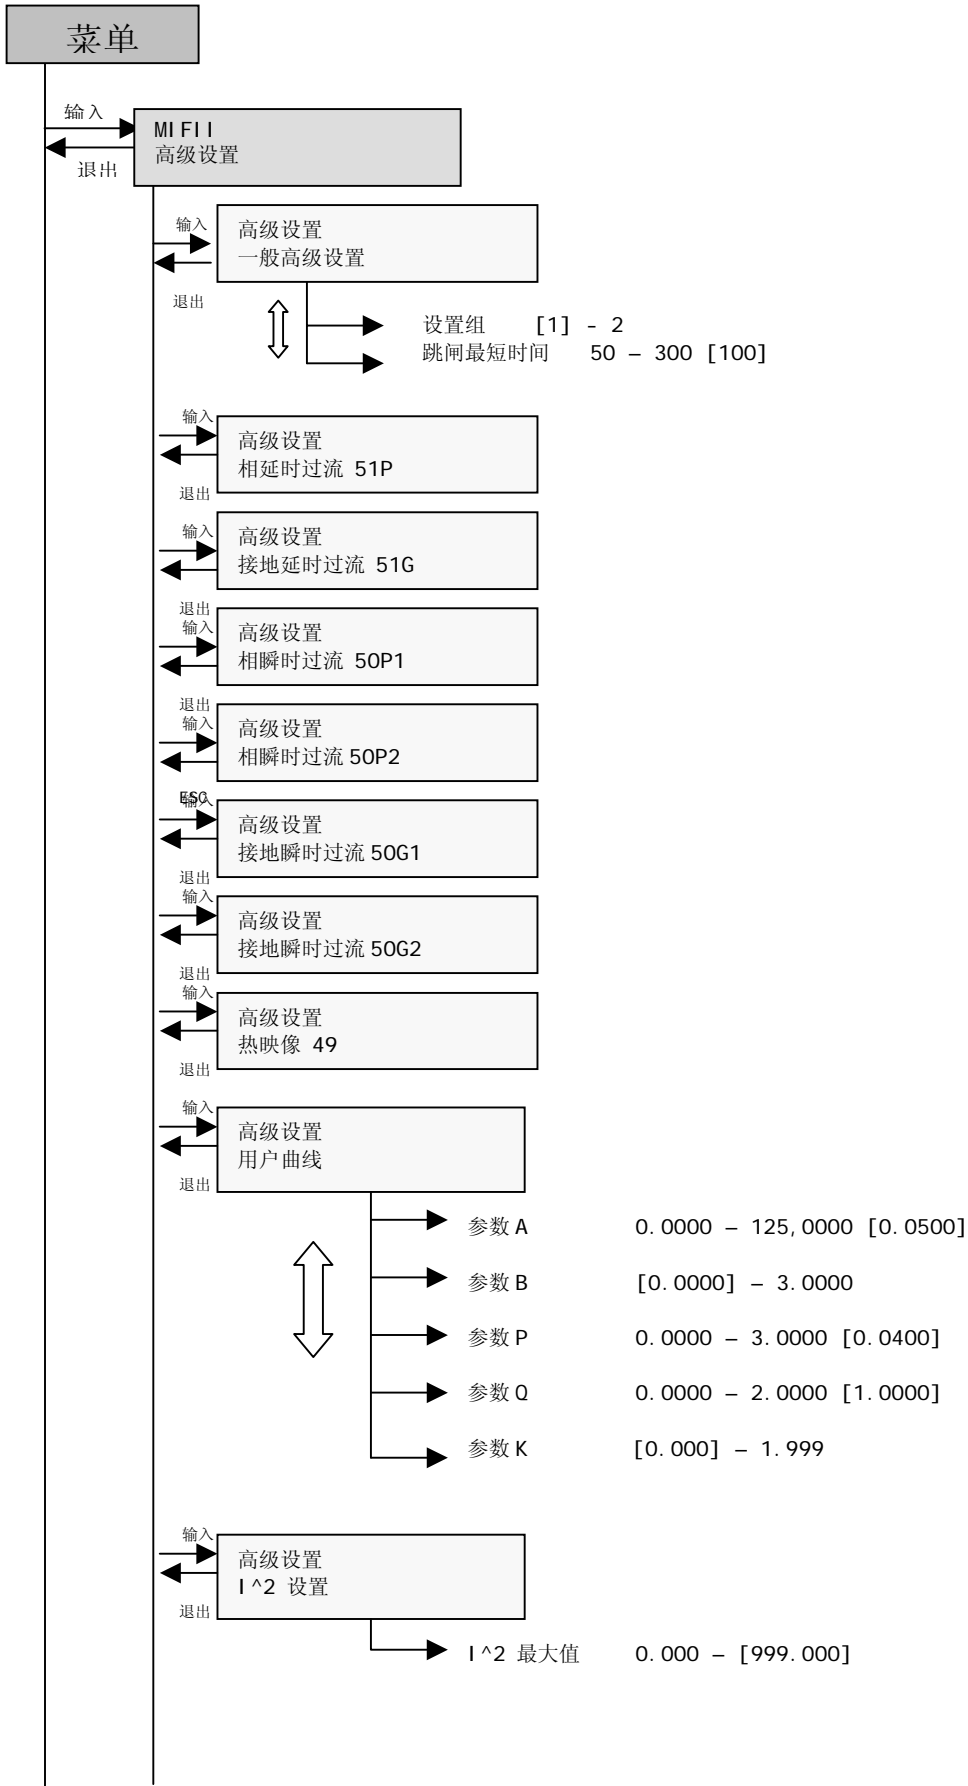 菜单
输入
MIFII
高级设置
退出
输入
高级设置
一般高级设置
退出
设置组 [1] - 2
跳闸最短时间 50 – 300 [100]
输入
高级设置
相延时过流 51P
退出
输入
高级设置
接地延时过流 51G
退出
输入
高级设置
相瞬时过流 50P1
退出
输入
高级设置
相瞬时过流 50P2
ESC
输入
高级设置
接地瞬时过流 50G1
退出
输入
高级设置
接地瞬时过流 50G2
退出
输入
高级设置
热映像 49
退出
输入
高级设置
用户曲线
退出
参数 A 0.0000 – 125,0000 [0.0500]
参数 B [0.0000] – 3.0000
参数 P 0.0000 – 3.0000 [0.0400]
参数 Q 0.0000 – 2.0000 [1.0000]
参数 K [0.000] – 1.999
输入
高级设置
I^2 设置
退出
I^2 最大值 0.000 – [999.000]